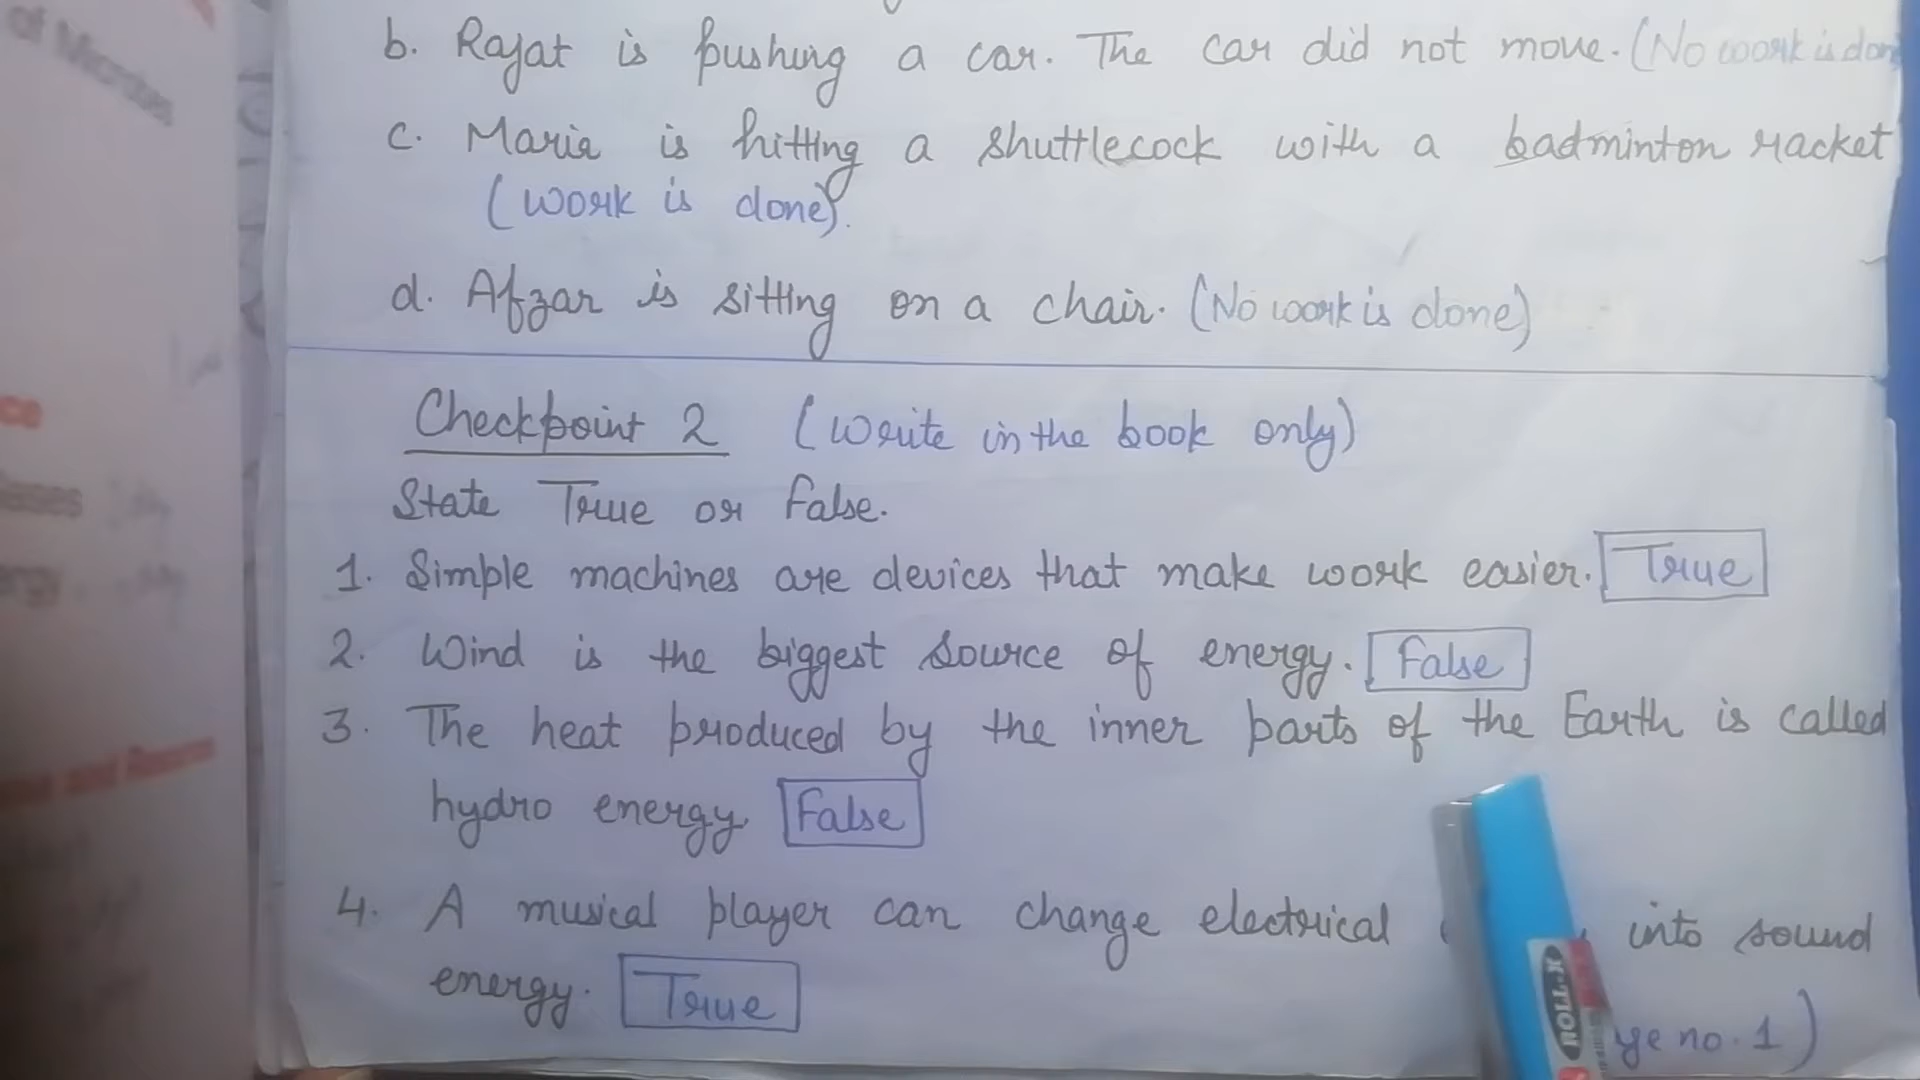 of Mordes
b. Rajat is pushing a car. The car did not move. (No work is don
c. Maria is hitting a shuttlecock with a badminton racket
(work is done).
d. Afzar is sitting on a chair. (No work is done)
Checkpoint 2 (write in the book only)
State True or False.
1. Simple machines are devices that make work easier. True
2. Wind is the biggest source of energy. False
3. The heat produced by the inner parts of the Earth is called
hydro energy. False
4. A musical player can change electrical into sound
energy. True
ge no. 1)